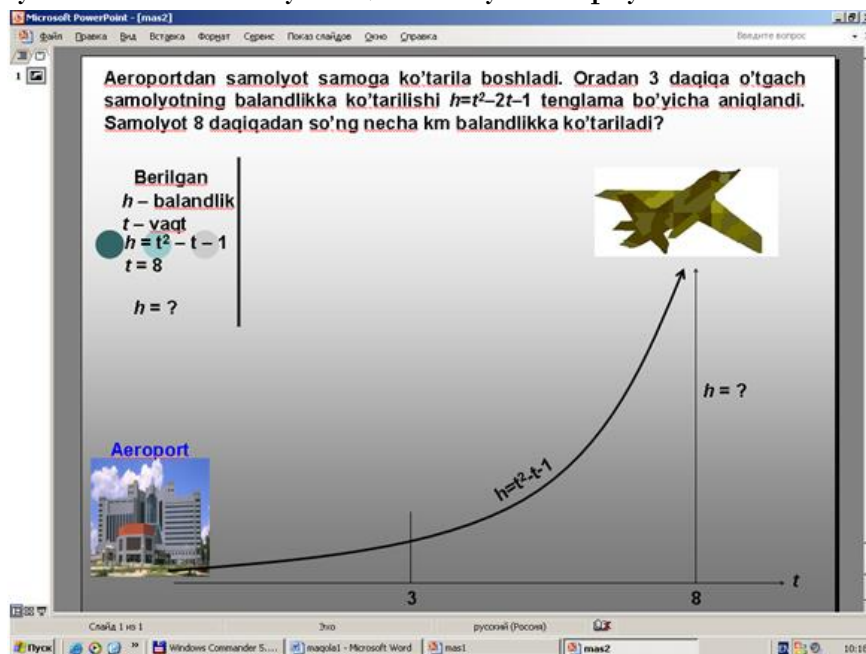 Microsoft PowerPoint - [mas2]
Файл Правка Вид Вставка Формат Сервис Показ слайдов Окно Справка
Введите вопрос
1
Aeroportdan samolyot samoga ko'tarila boshladi. Oradan 3 daqiqa o'tgach
samolyotning balandlikka ko'tarilishi h=t²–2t–1 tenglama bo'yicha aniqlandi.
Samolyot 8 daqiqadan so'ng necha km balandlikka ko'tariladi?
Berilgan
h – balandlik
t – vaqt
h = t² – t – 1
t = 8
h = ?
h = ?
Aeroport
h=t²-t-1
3
8
t
Слайд 1 из 1
Эхо
русский (Россия)
Пуск
Windows Commander 5....
maqola1 - Microsoft Word
mas1
mas2